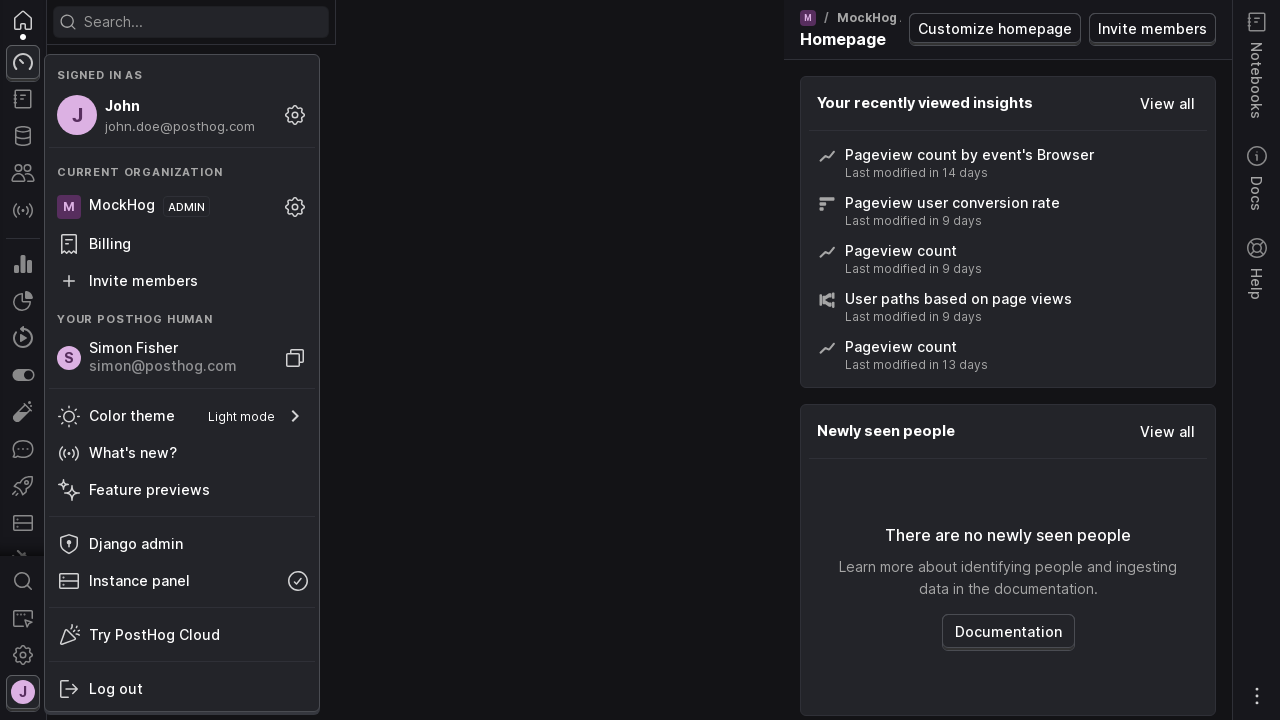 Search...
SIGNED IN AS
J
John
john.doe@posthog.com
CURRENT ORGANIZATION
M
MockHog
ADMIN
Billing
Invite members
YOUR POSTHOG HUMAN
S
Simon Fisher
simon@posthog.com
Color theme
Light mode
What's new?
Feature previews
Django admin
Instance panel
Try PostHog Cloud
Log out
J
M / MockHog
Homepage
Customize homepage
Invite members
Your recently viewed insights
View all
Pageview count by event's Browser
Last modified in 14 days
Pageview user conversion rate
Last modified in 9 days
Pageview count
Last modified in 9 days
User paths based on page views
Last modified in 9 days
Pageview count
Last modified in 13 days
Newly seen people
View all
There are no newly seen people
Learn more about identifying people and ingesting
data in the documentation.
Documentation
Notebooks
Docs
Help